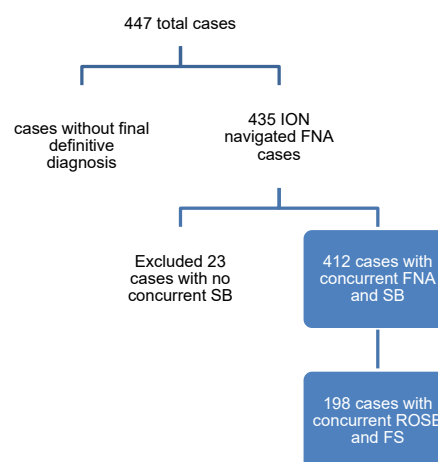 447 total cases
cases without final
definitive
diagnosis
435 ION
navigated FNA
cases
Excluded 23
cases with no
concurrent SB
412 cases with
concurrent FNA
and SB
198 cases with
concurrent ROSE
and FS